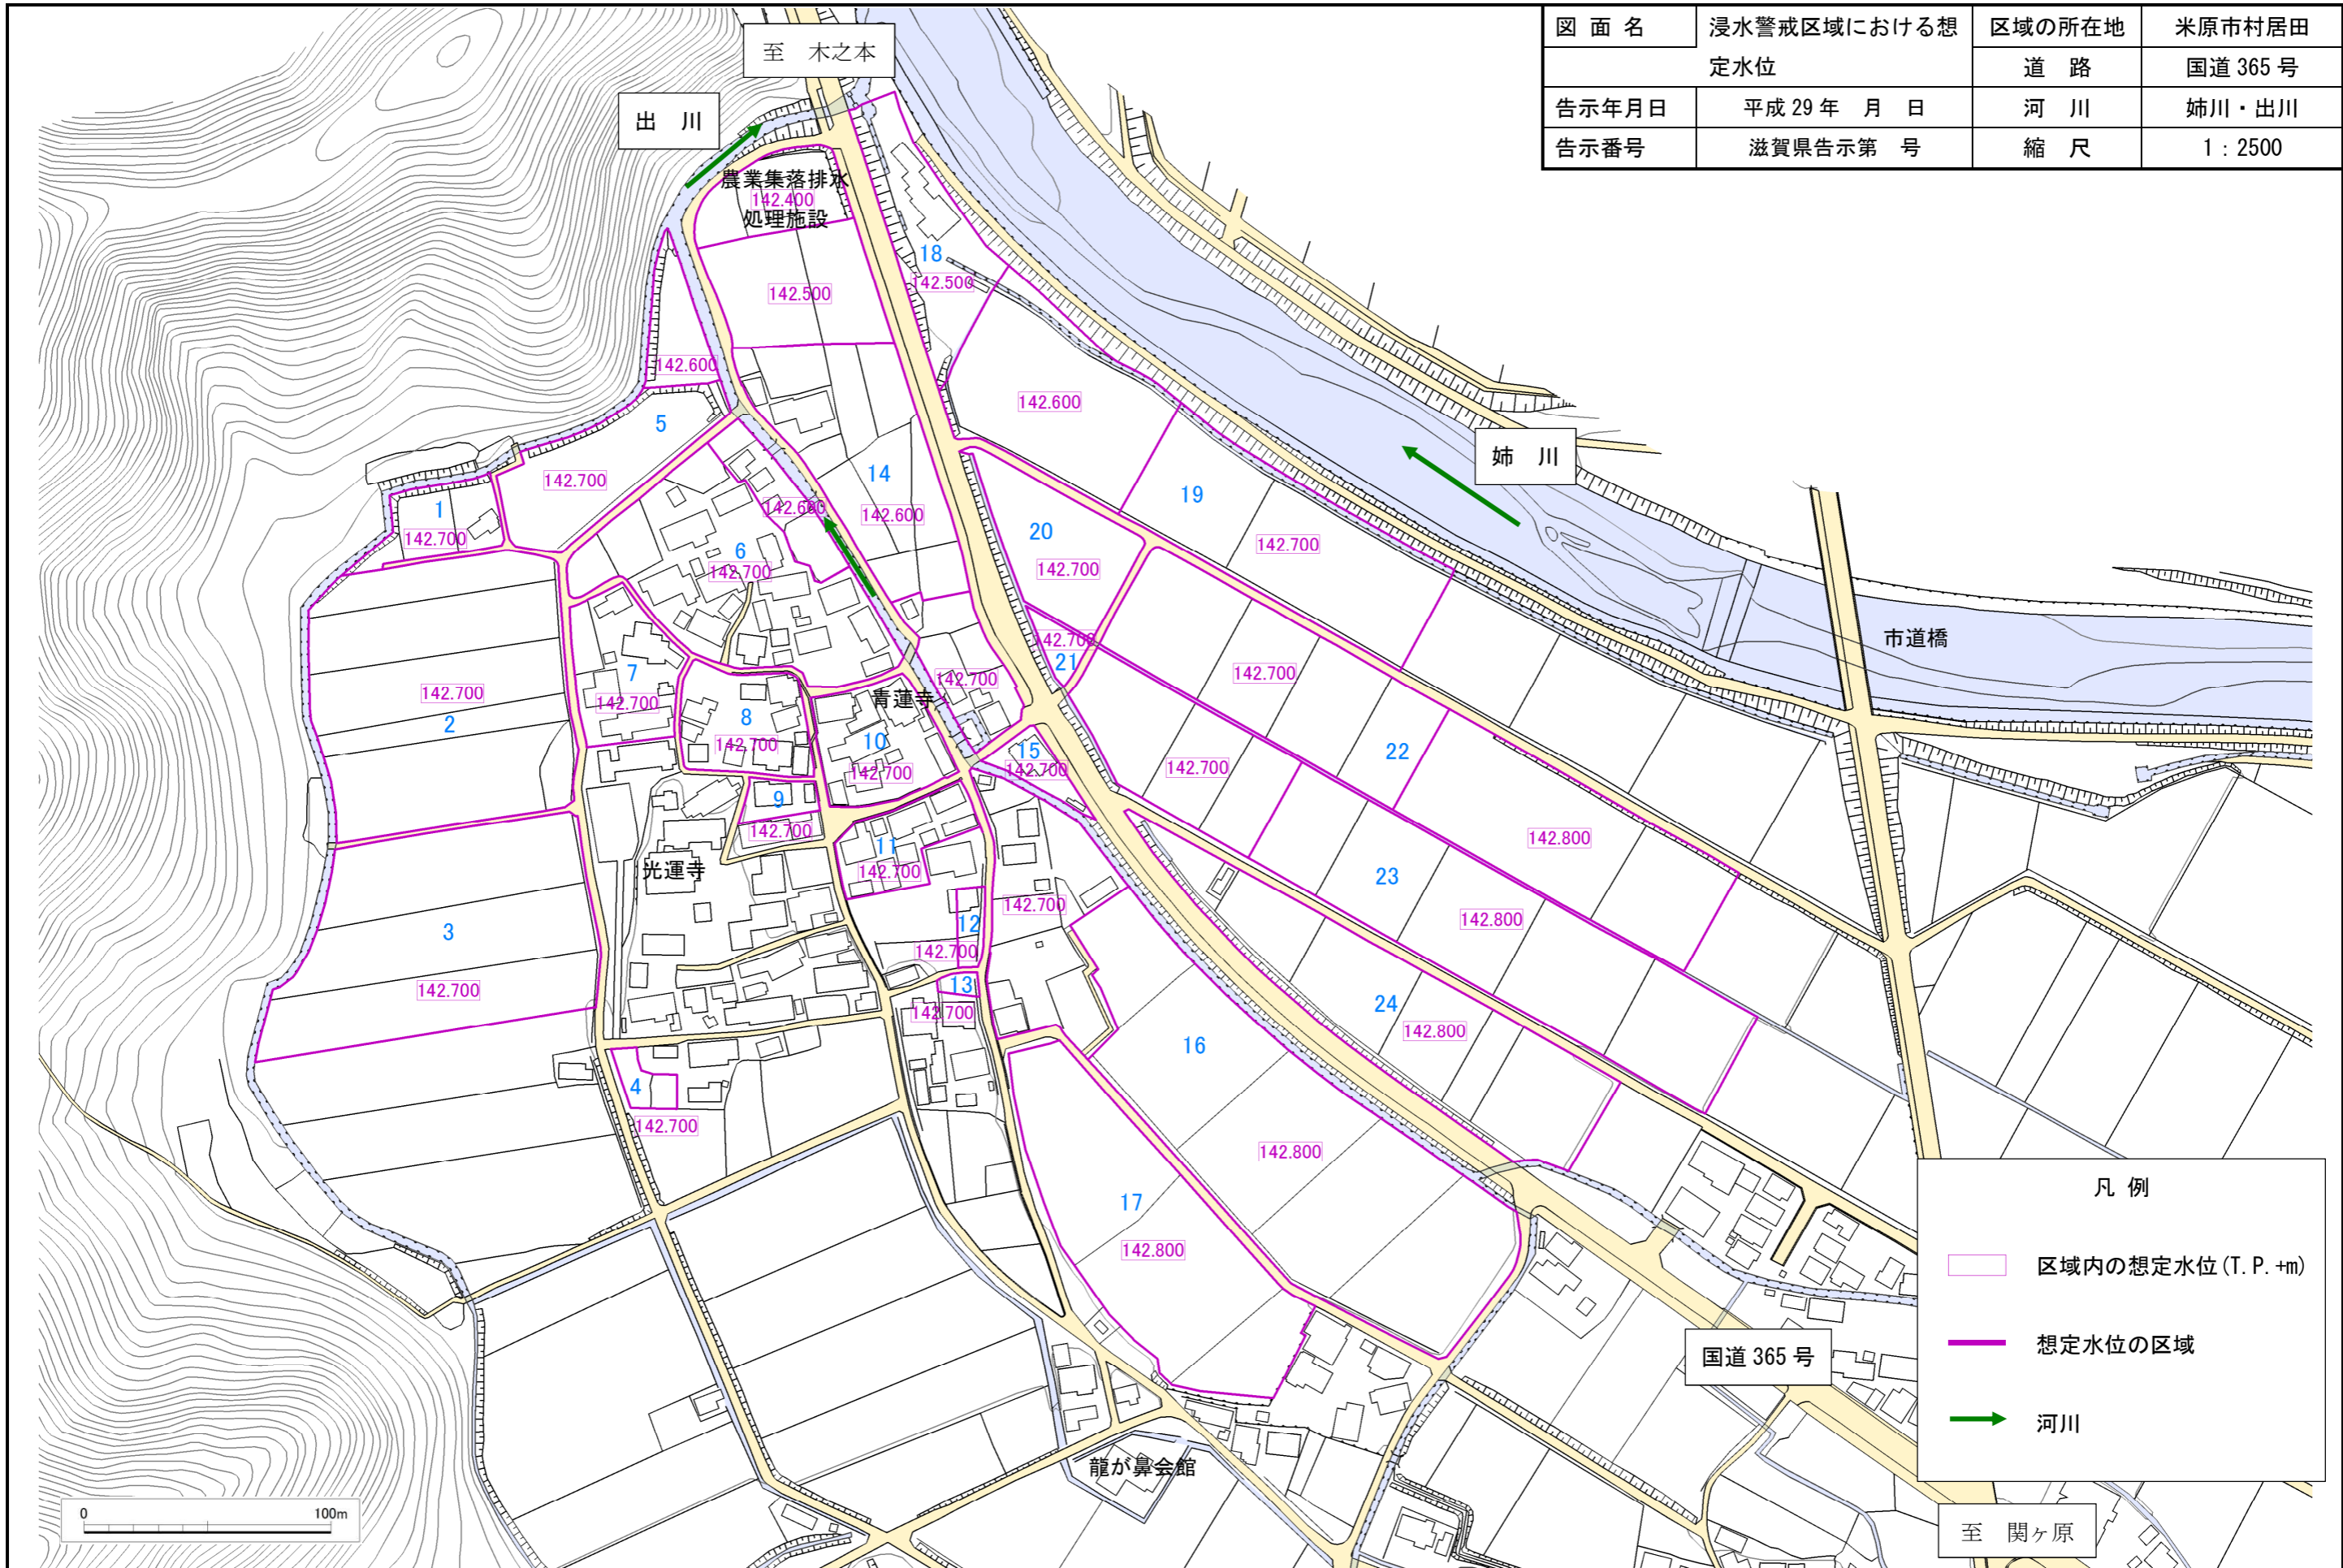 図 面 名 浸水警戒区域における想定水位 区域の所在地 米原市村居田
道 路 国道 365 号
告示年月日 平成 29 年 月 日 河 川 姉川・出川
告示番号 滋賀県告示第 号 縮 尺 1：2500
至 木之本
出 川
農業集落排水
142.400
処理施設
18
142.500
142.500
142.600
142.600
5
姉 川
14
142.700
19
1
142.600
142.600
20
142.700
6
142.700
142.700
142.700
142.700
21
市道橋
7
142.700
142.700
142.700
142.700
青蓮寺
8
2
10
15
22
142.700
142.700
142.700
142.700
9
142.700
142.800
11
光運寺
142.700
23
142.700
142.800
12
3
142.700
13
142.700
24
142.700
142.800
16
4
142.700
142.800
17
142.800
凡 例
区域内の想定水位(T.P.+m)
想定水位の区域
河川
国道 365 号
龍が鼻会館
0 100m
至 関ヶ原